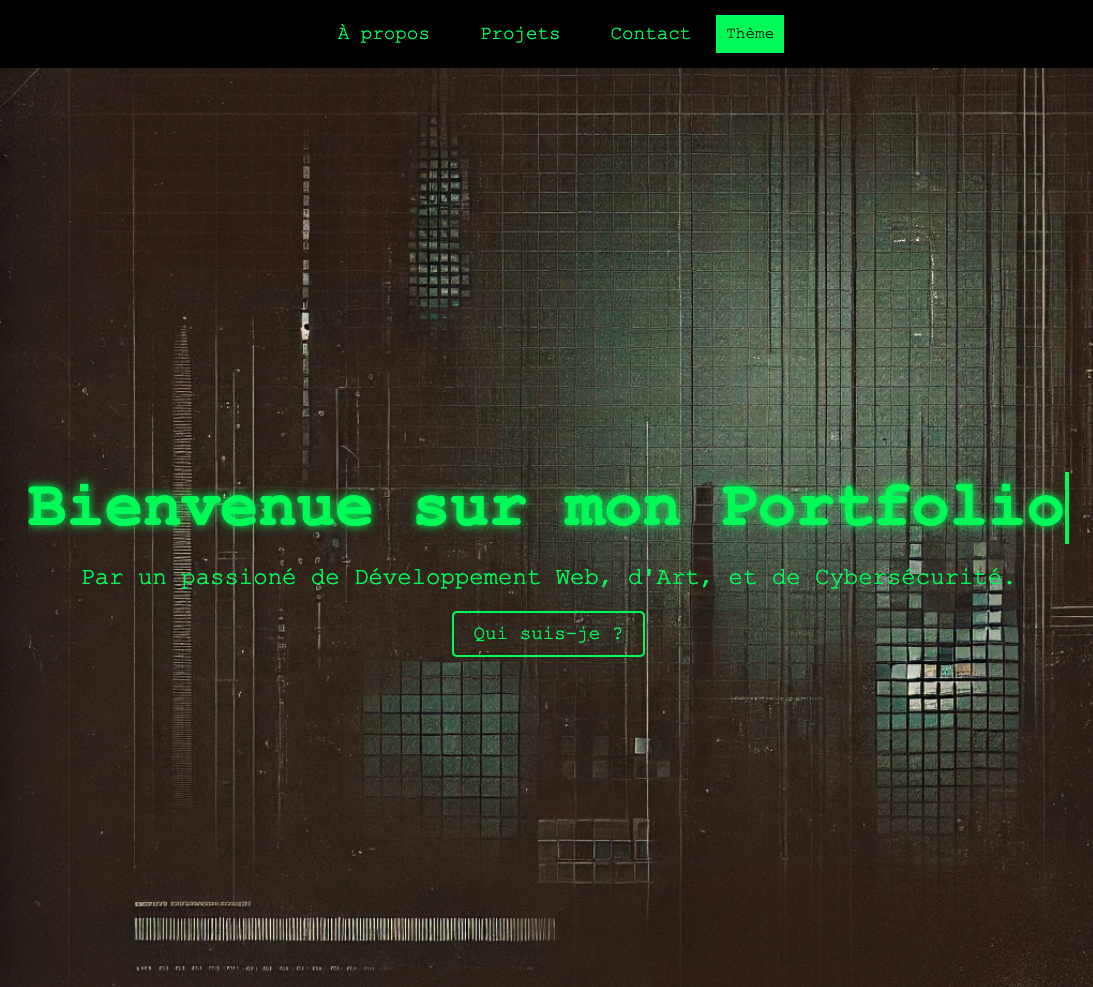 À propos Projets Contact Thème
Bienvenue sur mon Portfolio
Par un passioné de Développement Web, d'Art, et de Cybersécurité.
Qui suis-je ?